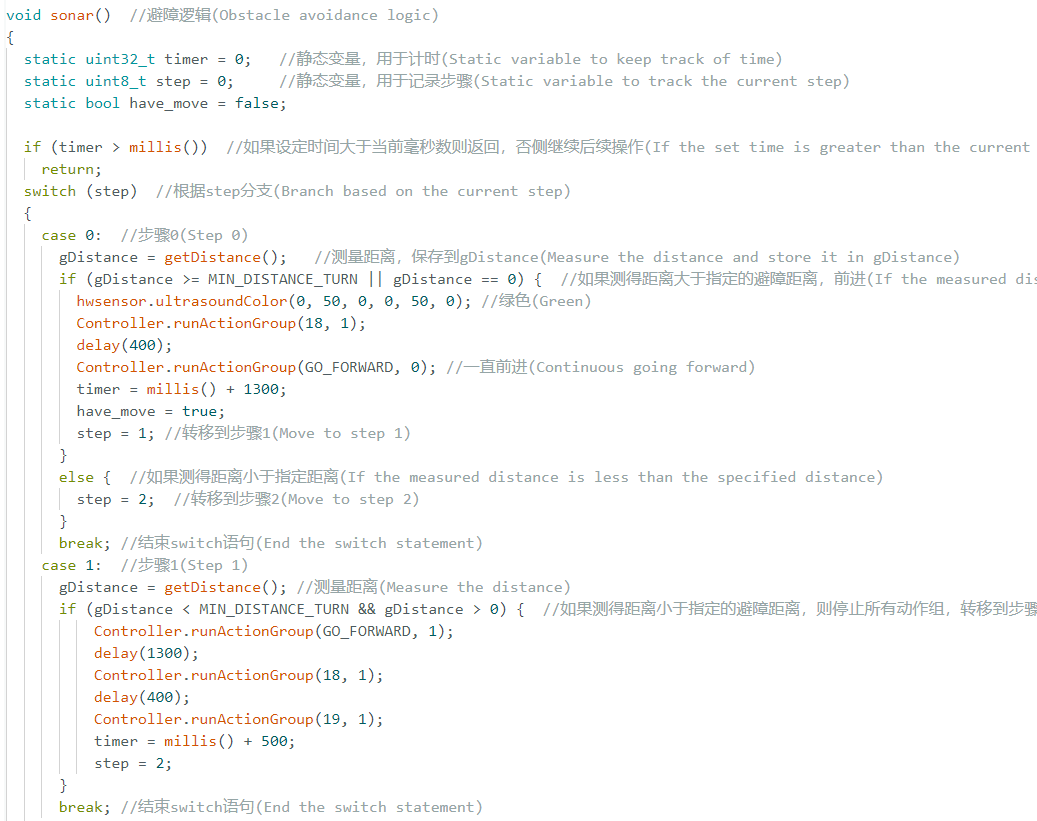 void sonar()  //避障逻辑(Obstacle avoidance logic)
{
  static uint32_t timer = 0;   //静态变量，用于计时(Static variable to keep track of time)
  static uint8_t step = 0;     //静态变量，用于记录步骤(Static variable to track the current step)
  static bool have_move = false;

  if (timer > millis())  //如果设定时间大于当前毫秒数则返回，否侧继续后续操作(If the set time is greater than the current
    return;
  switch (step)  //根据step分支(Branch based on the current step)
  {
    case 0:  //步骤0(Step 0)
      gDistance = getDistance();   //测量距离，保存到gDistance(Measure the distance and store it in gDistance)
      if (gDistance >= MIN_DISTANCE_TURN || gDistance == 0) {  //如果测得距离大于指定的避障距离，前进(If the measured dis
        hwsensor.ultrasoundColor(0, 50, 0, 0, 50, 0); //绿色(Green)
        Controller.runActionGroup(18, 1);
        delay(400);
        Controller.runActionGroup(GO_FORWARD, 0); //一直前进(Continuous going forward)
        timer = millis() + 1300;
        have_move = true;
        step = 1; //转移到步骤1(Move to step 1)
      }
      else {  //如果测得距离小于指定距离(If the measured distance is less than the specified distance)
        step = 2;  //转移到步骤2(Move to step 2)
      }
      break; //结束switch语句(End the switch statement)
    case 1:  //步骤1(Step 1)
      gDistance = getDistance(); //测量距离(Measure the distance)
      if (gDistance < MIN_DISTANCE_TURN && gDistance > 0) {  //如果测得距离小于指定的避障距离，则停止所有动作组，转移到步骤
          Controller.runActionGroup(GO_FORWARD, 1);
          delay(1300);
          Controller.runActionGroup(18, 1);
          delay(400);
          Controller.runActionGroup(19, 1);
          timer = millis() + 500;
          step = 2;
      }
      break; //结束switch语句(End the switch statement)